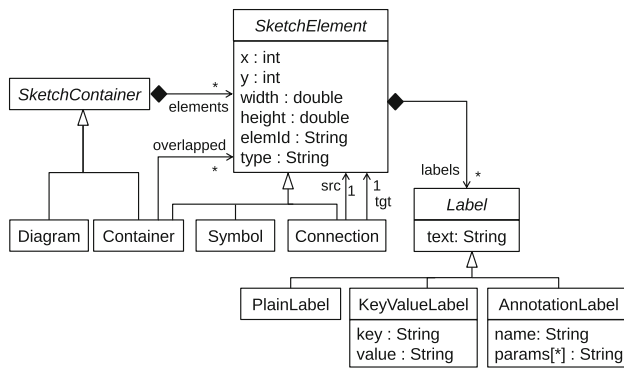 SketchElement
x : int
y : int
width : double
height : double
elemId : String
type : String
SketchContainer
*
elements
overlapped
*
src
1
1
tgt
labels
*
Label
text: String
Diagram
Container
Symbol
Connection
PlainLabel
KeyValueLabel
key : String
value : String
AnnotationLabel
name: String
params[*] : String